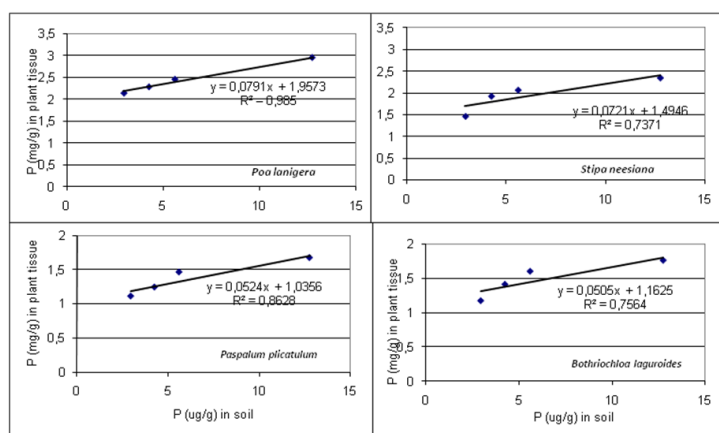 3,5
3
2,5
2
1,5
1
0,5
0
P (mg/g) in plant tissue
y = 0,0791x + 1,9573
R² – 0,985
Poa lanigera
0 5 10 15
3,5
3
2,5
2
1,5
1
0,5
0
y = 0,0721x + 1,4946
R² = 0,7371
Stipa neesiana
0 5 10 15
2
1,5
1
0,5
0
P (mg/g) in plant tissue
y = 0,0524x + 1,0356
R² = 0,8628
Paspalum plicatulum
0 5 10 15
P (ug/g) in soil
2
1,5
1
0,5
0
P (mg/g) in plant tissue
y = 0,0505x + 1,1625
R² = 0,7564
Bothriochloa laguroides
0 5 10 15
P (ug/g) in soil